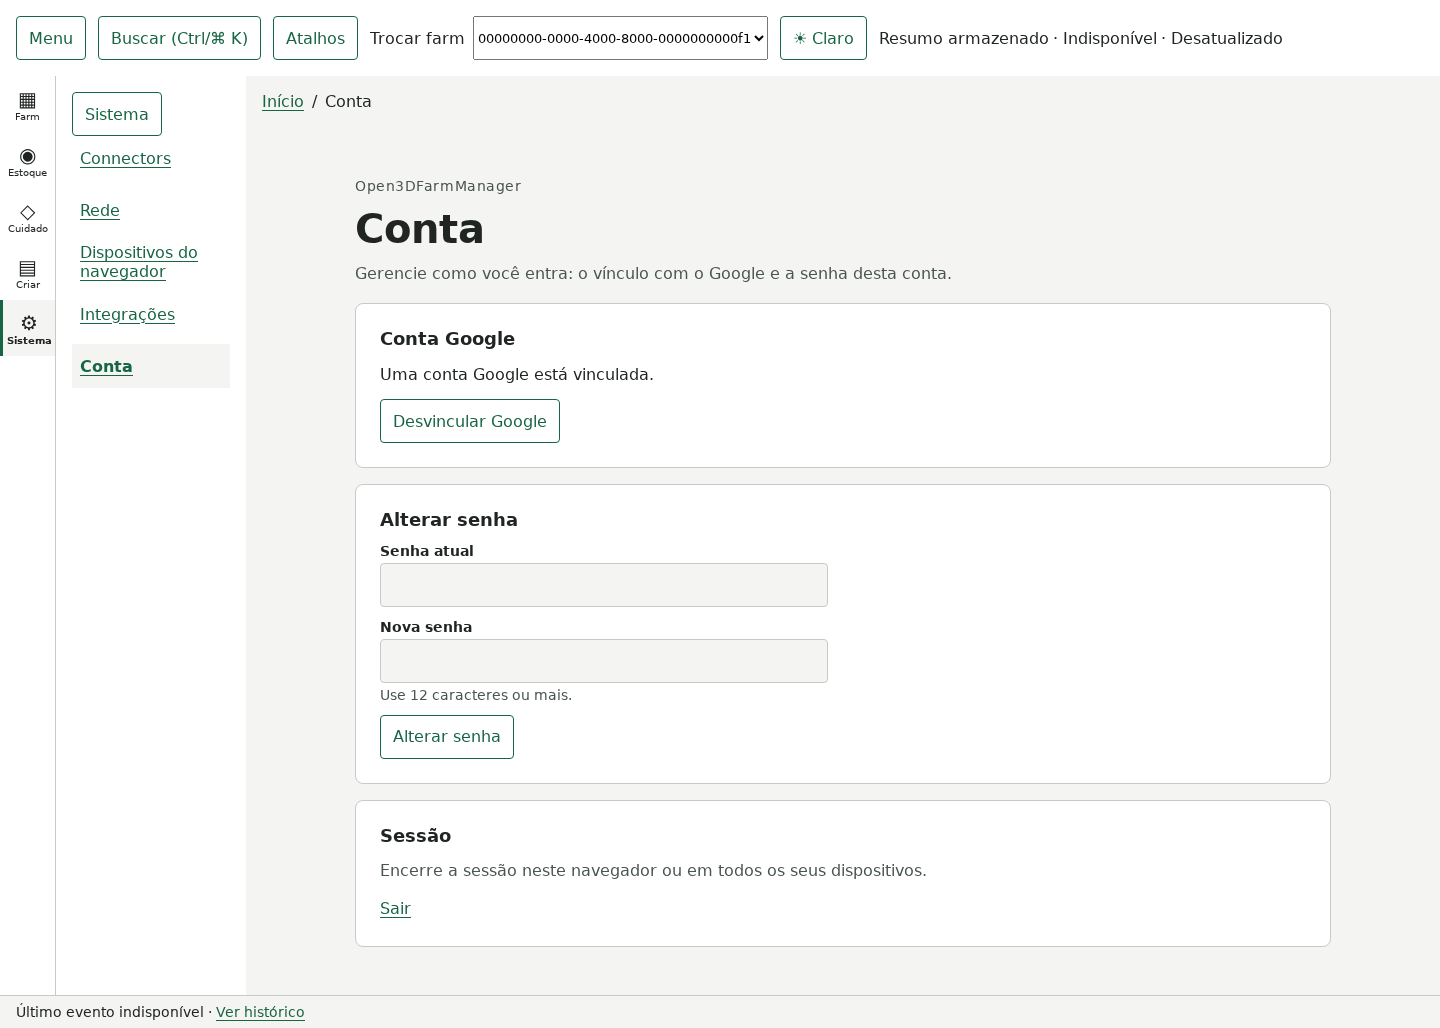 Menu
Buscar (Ctrl/⌘ K)
Atalhos
Trocar farm
00000000-0000-4000-8000-0000000000f1
☀ Claro
Resumo armazenado · Indisponível · Desatualizado
Farm
Estoque
Cuidado
Criar
Sistema
Sistema
Connectors
Rede
Dispositivos do
navegador
Integrações
Conta
Início / Conta
Open3DFarmManager
Conta
Gerencie como você entra: o vínculo com o Google e a senha desta conta.
Conta Google
Uma conta Google está vinculada.
Desvincular Google
Alterar senha
Senha atual
Nova senha
Use 12 caracteres ou mais.
Alterar senha
Sessão
Encerre a sessão neste navegador ou em todos os seus dispositivos.
Sair
Último evento indisponível · Ver histórico